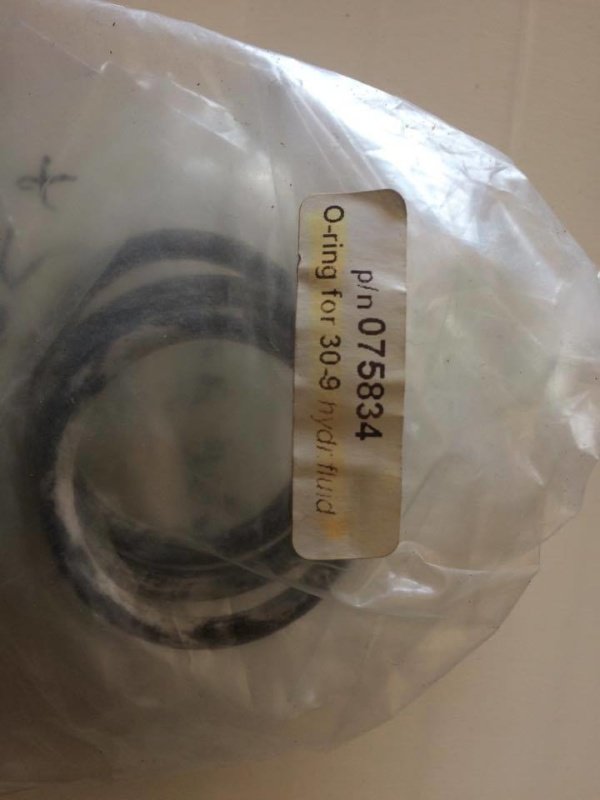 p/n 075834
O-ring for 30-9 hydr fluid